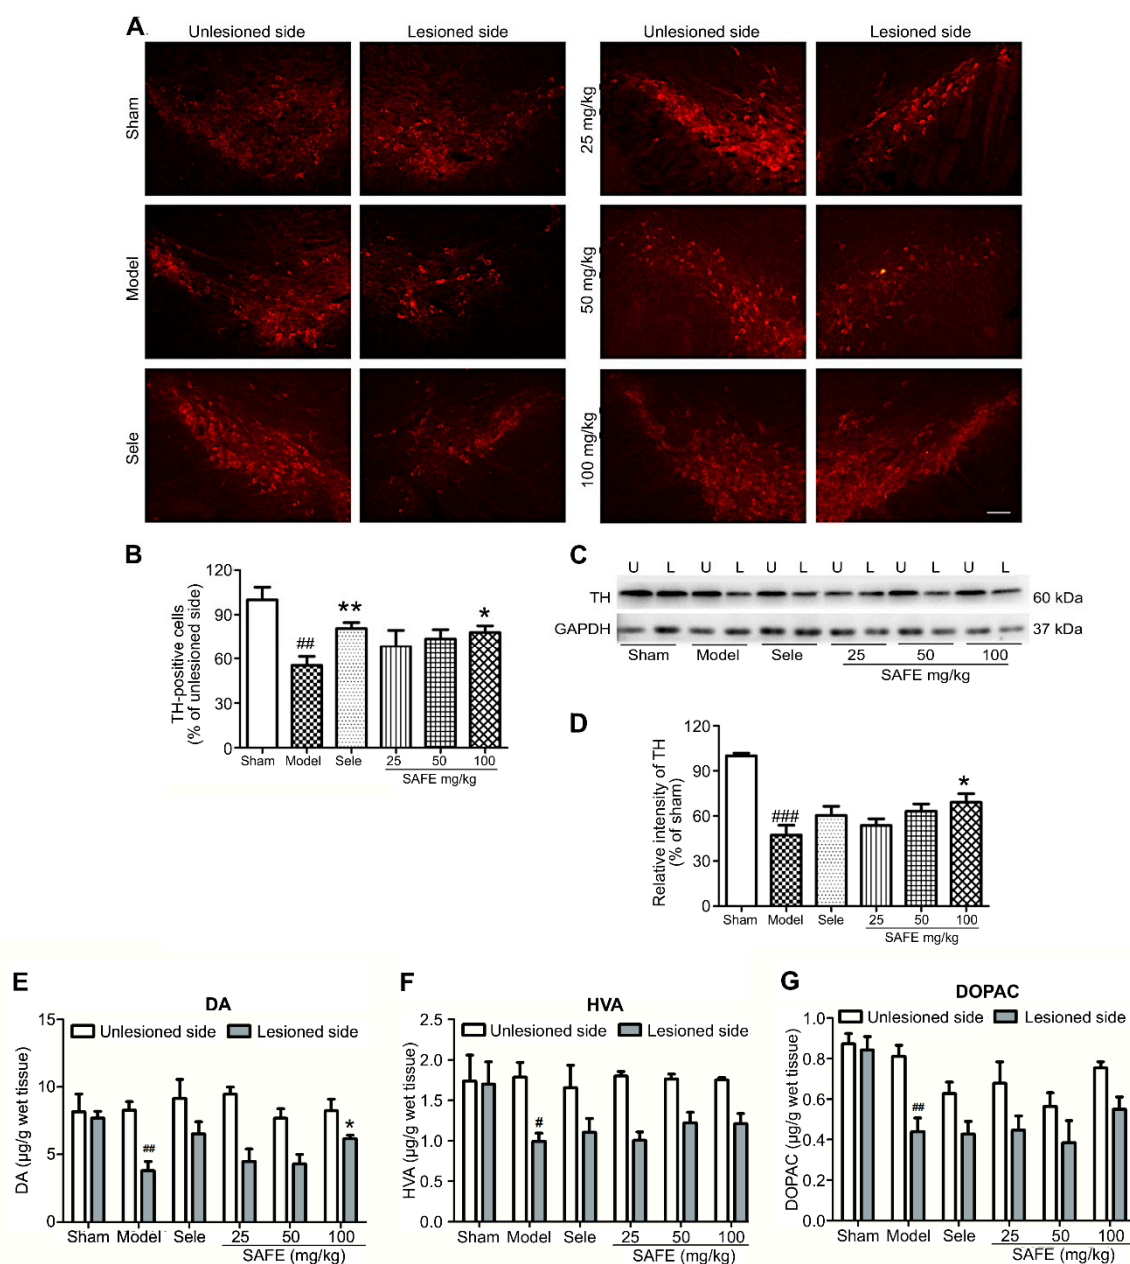 A.
Unlesioned side Lesioned side Unlesioned side Lesioned side
Sham
25 mg/kg
Model
50 mg/kg
Sele
100 mg/kg
B
TH-positive cells
(% of unlesioned side)
120
90
60
30
0
##
**
*
Sham Model Sele 25 50 100
SAFE mg/kg
C
U L U L U L U L U L U L
TH 60 kDa
GAPDH 37 kDa
Sham Model Sele 25 50 100
SAFE mg/kg
D
Relative intensity of TH
(% of sham)
120
90
60
30
0
###
*
Sham Model Sele 25 50 100
SAFE mg/kg
E
DA
Unlesioned side Lesioned side
DA (µg/g wet tissue)
15
10
5
0
##
*
Sham Model Sele 25 50 100
SAFE (mg/kg)
F
HVA
Unlesioned side Lesioned side
HVA (µg/g wet tissue)
2.5
2.0
1.5
1.0
0.5
0.0
#
Sham Model Sele 25 50 100
SAFE (mg/kg)
G
DOPAC
Unlesioned side Lesioned side
DOPAC (µg/g wet tissue)
1.0
0.8
0.6
0.4
0.2
0.0
##
Sham Model Sele 25 50 100
SAFE (mg/kg)